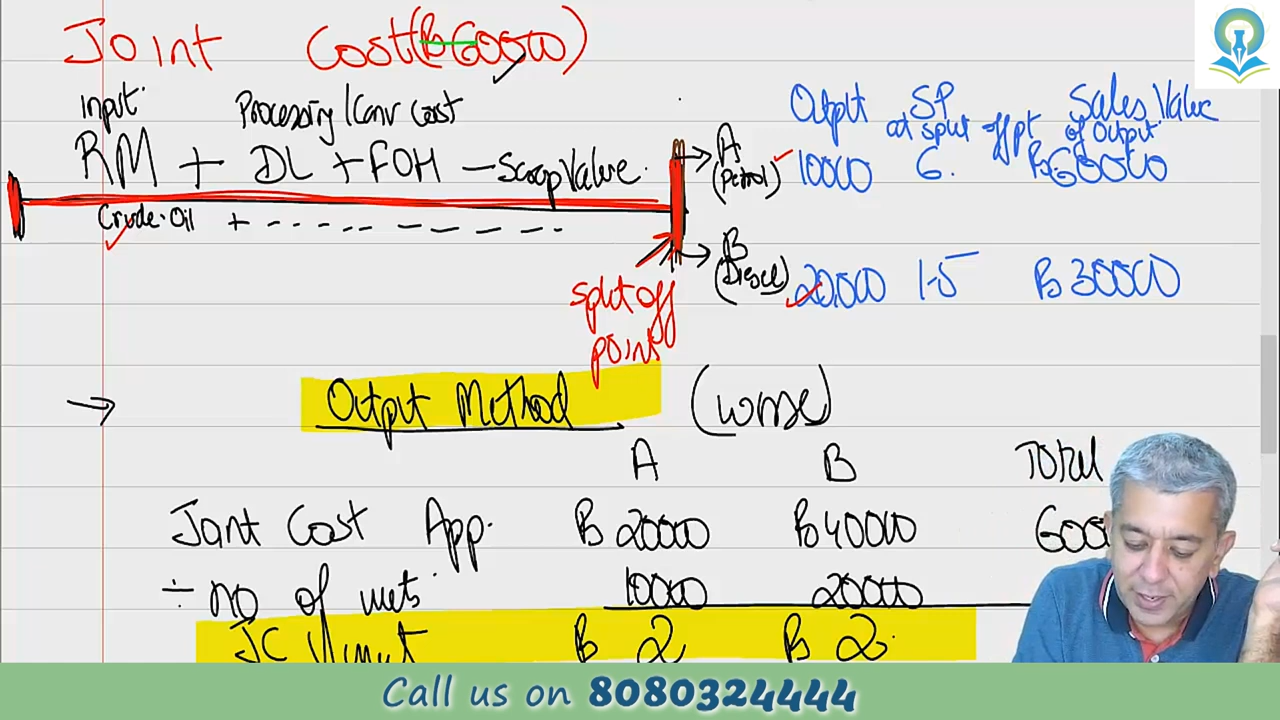 Joint Cost (₨ 60000)
Input Processing / Conv Cost
RM + DL + FOH - Scrap Value.
Crude Oil + - - - - - - - - - - -
Split off
point
Output SP Sales Value
at split off pt of Output
A
(Petrol) 10000 6. ₨ 60000
B
(Diesel) 20,000 1.5 ₨ 30000
→ Output Method
A B Total
Joint Cost App. ₨ 20000 ₨ 40000
÷ no of units 10000 20000
JC / unit ₨ 2 ₨ 2
Call us on 8080324444